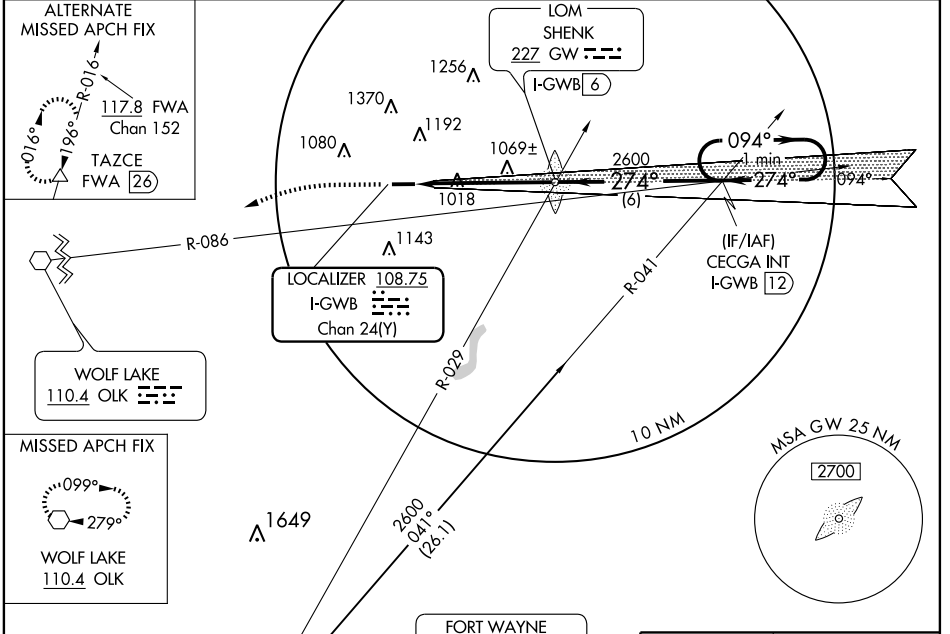 ALTERNATE
MISSED APCH FIX
R-016
117.8 FWA
Chan 152
016°
196°
TAZCE
FWA 26
LOM
SHENK
227 GW
I-GWB 6
1256
1370
1192
1080
1069±
1018
2600
274°
(6)
094°
1 min
274°
094°
R-086
1143
(IF/IAF)
CECGA INT
I-GWB 12
R-041
LOCALIZER 108.75
I-GWB
Chan 24(Y)
R-029
WOLF LAKE
110.4 OLK
10 NM
MISSED APCH FIX
099°
279°
WOLF LAKE
110.4 OLK
MSA GW 25 NM
2700
1649
2600
041°
(26.1)
FORT WAYNE